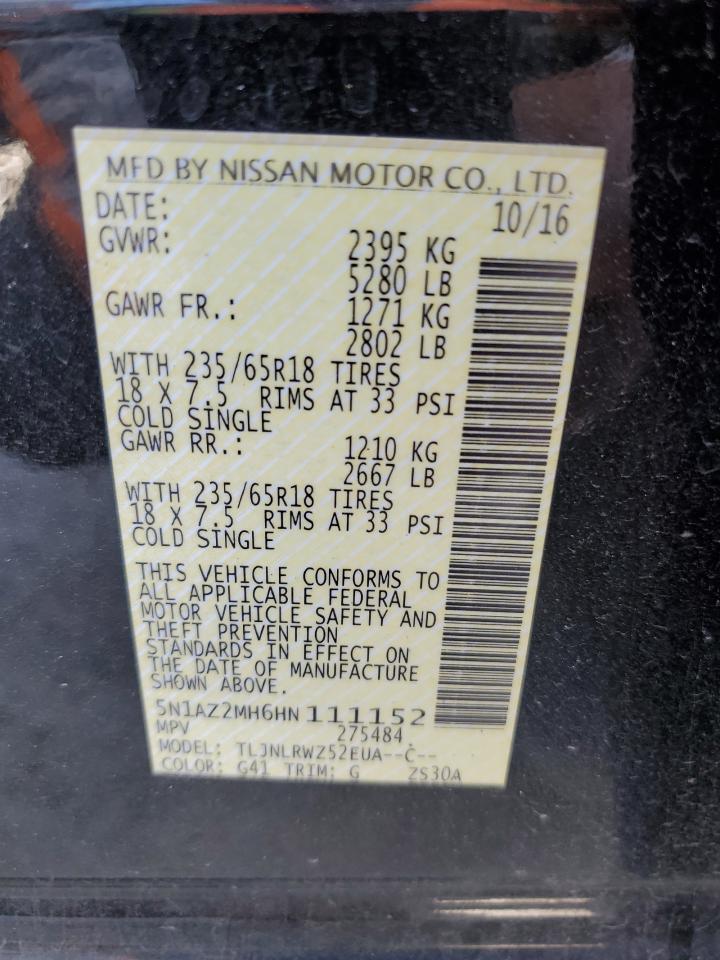 MFD BY NISSAN MOTOR CO., LTD.
DATE: 10/16
GVWR: 2395 KG
5280 LB
GAWR FR.: 1271 KG
2802 LB
WITH 235/65R18 TIRES
18 X 7.5 RIMS AT 33 PSI
COLD SINGLE
GAWR RR.: 1210 KG
2667 LB
WITH 235/65R18 TIRES
18 X 7.5 RIMS AT 33 PSI
COLD SINGLE
THIS VEHICLE CONFORMS TO
ALL APPLICABLE FEDERAL
MOTOR VEHICLE SAFETY AND
THEFT PREVENTION
STANDARDS IN EFFECT ON
THE DATE OF MANUFACTURE
SHOWN ABOVE.
5N1AZ2MH6HN111152
MPV 275484
MODEL: TLJNLRWZ52EUA--C--
COLOR: G41 TRIM: G ZS30A